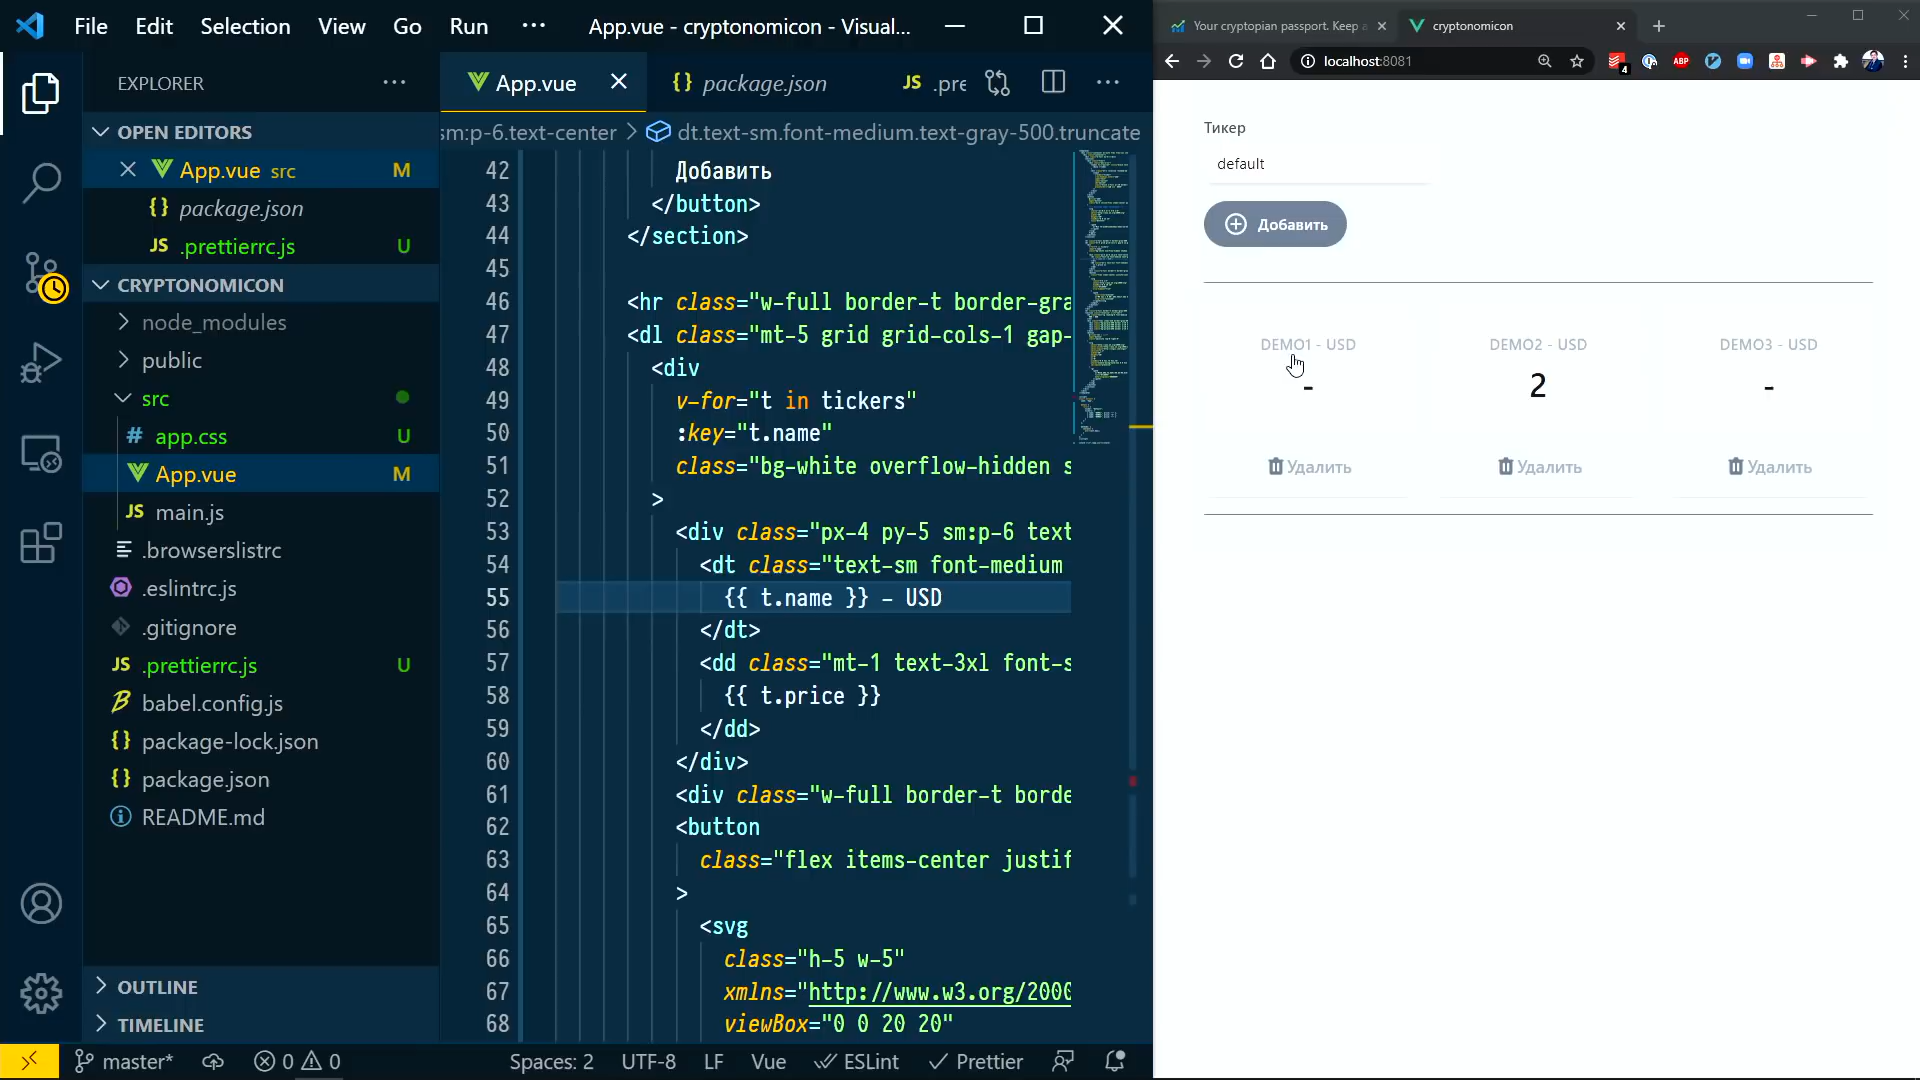 File Edit Selection View Go Run ··· App.vue - cryptonomicon - Visual...
EXPLORER
OPEN EDITORS
App.vue src M
package.json
.prettierrc.js U
CRYPTONOMICON
node_modules
public
src
app.css U
App.vue M
main.js
.browserslistrc
.eslintrc.js
.gitignore
.prettierrc.js U
babel.config.js
package-lock.json
package.json
README.md
OUTLINE
TIMELINE
App.vue package.json .pre
sm:p-6.text-center dt.text-sm.font-medium.text-gray-500.truncate
42 Добавить
43 </button>
44 </section>
45
46 <hr class="w-full border-t border-gra
47 <dl class="mt-5 grid grid-cols-1 gap-
48 <div
49 v-for="t in tickers"
50 :key="t.name"
51 class="bg-white overflow-hidden s
52 >
53 <div class="px-4 py-5 sm:p-6 text
54 <dt class="text-sm font-medium
55 {{ t.name }} - USD
56 </dt>
57 <dd class="mt-1 text-3xl font-s
58 {{ t.price }}
59 </dd>
60 </div>
61 <div class="w-full border-t borde
62 <button
63 class="flex items-center justif
64 >
65 <svg
66 class="h-5 w-5"
67 xmlns="http://www.w3.org/2000
68 viewBox="0 0 20 20"
master* 0 0 Spaces: 2 UTF-8 LF Vue ESLint Prettier
Your cryptopian passport. Keep a cryptonomicon
localhost:8081 4 ABP
Тикер
default
Добавить
DEMO1 - USD DEMO2 - USD DEMO3 - USD
- 2 -
Удалить Удалить Удалить